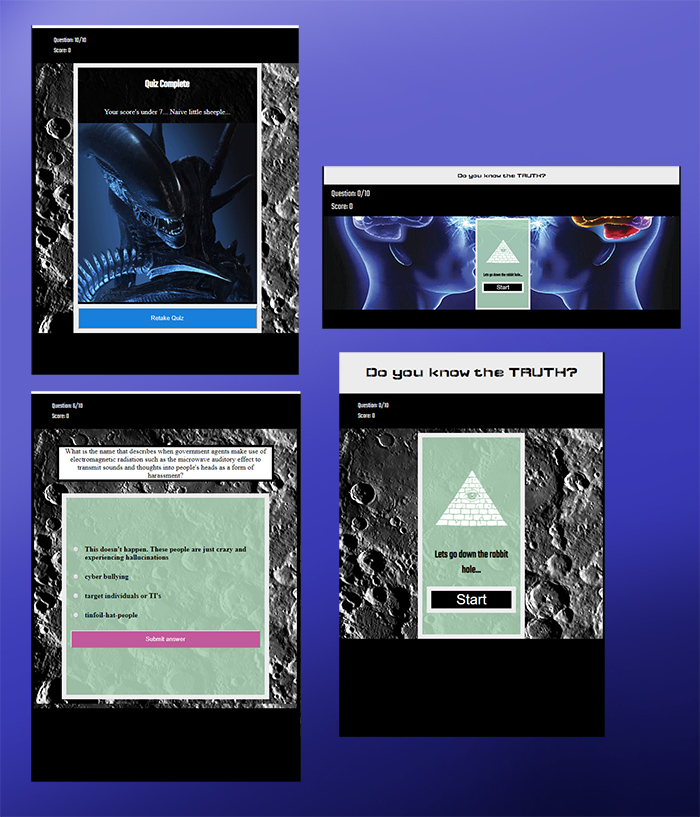 Question: 10/10
Score: 0
Quiz Complete
Your score's under 7... Naive little sheeple...
Retake Quiz
Do you know the TRUTH?
Question: 0/10
Score: 0
Lets go down the rabbit hole...
Start
Question: 6/10
Score: 0
What is the name that describes when government agents make use of
electromagnetic radiation such as the microwave auditory effect to
transmit sounds and thoughts into people's heads as a form of
harassment?
This doesn't happen. These people are just crazy and
experiencing hallucinations
cyber bullying
target individuals or TI's
tinfoil-hat-people
Submit answer
Do you know the TRUTH?
Question: 0/10
Score: 0
Lets go down the rabbit
hole...
Start